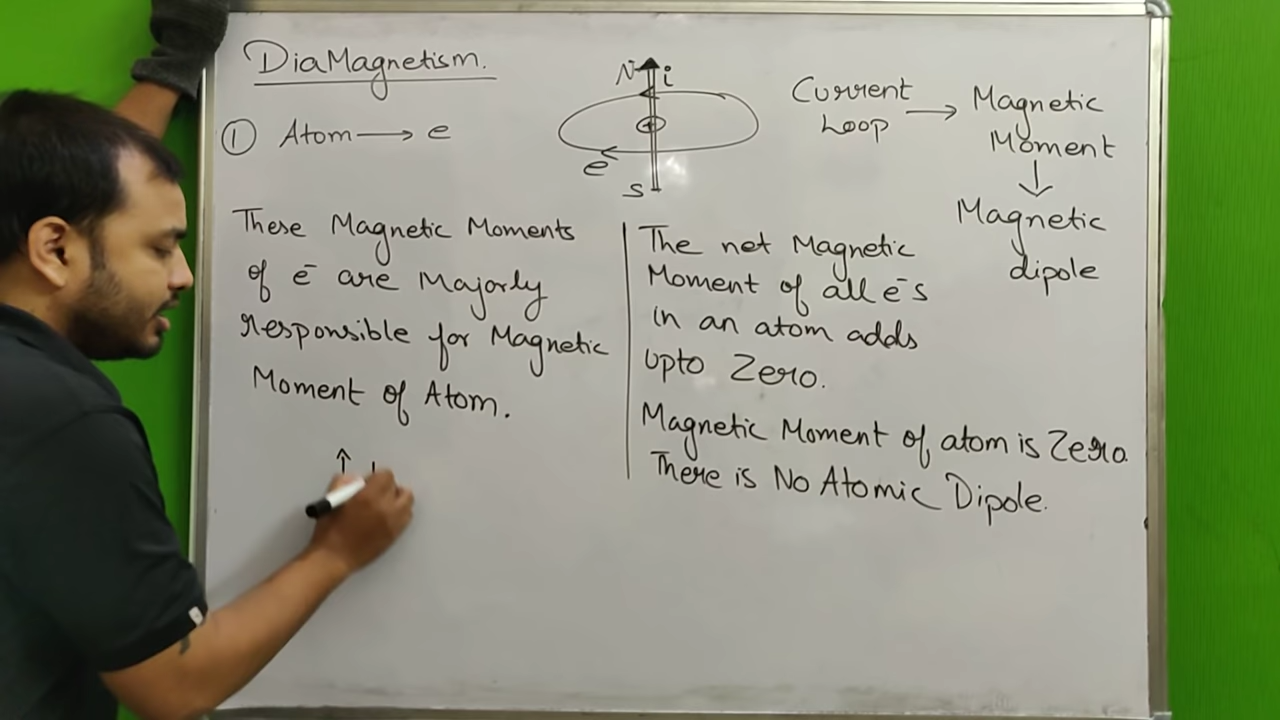 DiaMagnetism.
① Atom → e
N i
e
S
Current → Magnetic
Loop Moment
↓
Magnetic
dipole
These Magnetic Moments
of e⁻ are Majorly
responsible for Magnetic
Moment of Atom.
↑
The net Magnetic
Moment of all e⁻s
in an atom adds
upto Zero.
Magnetic Moment of atom is Zero
There is No Atomic Dipole.